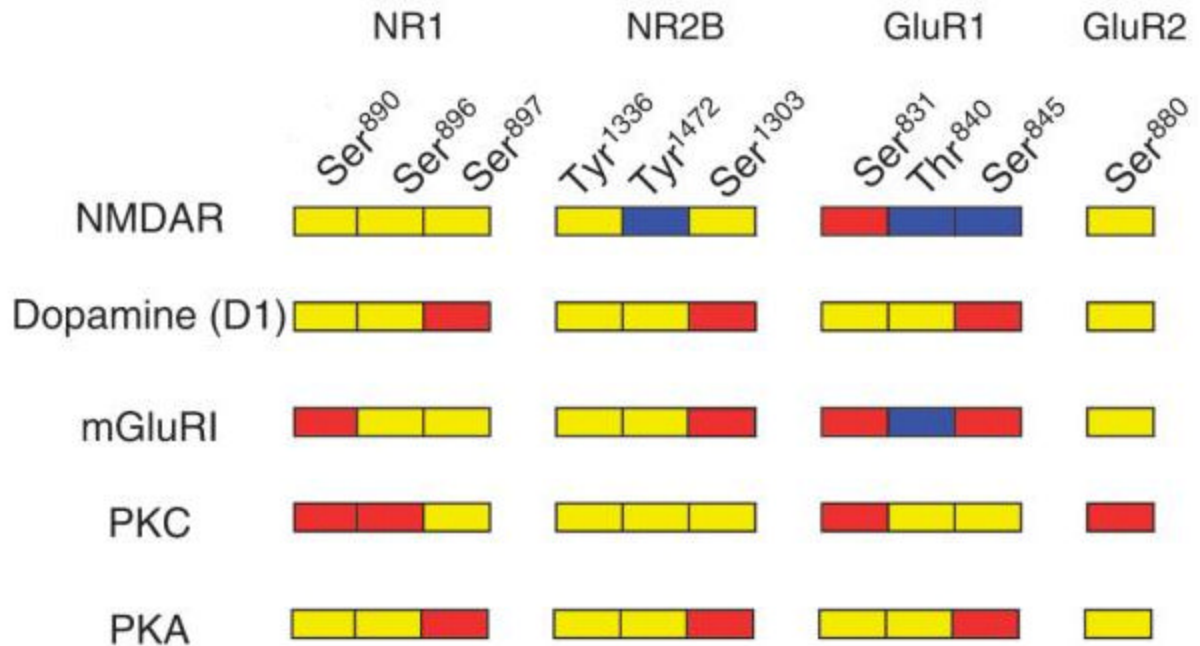 NR1 NR2B GluR1 GluR2
Ser890 Ser896 Ser897 Tyr1336 Tyr1472 Ser1303 Ser831 Thr840 Ser845 Ser880
NMDAR
Dopamine (D1)
mGluRI
PKC
PKA